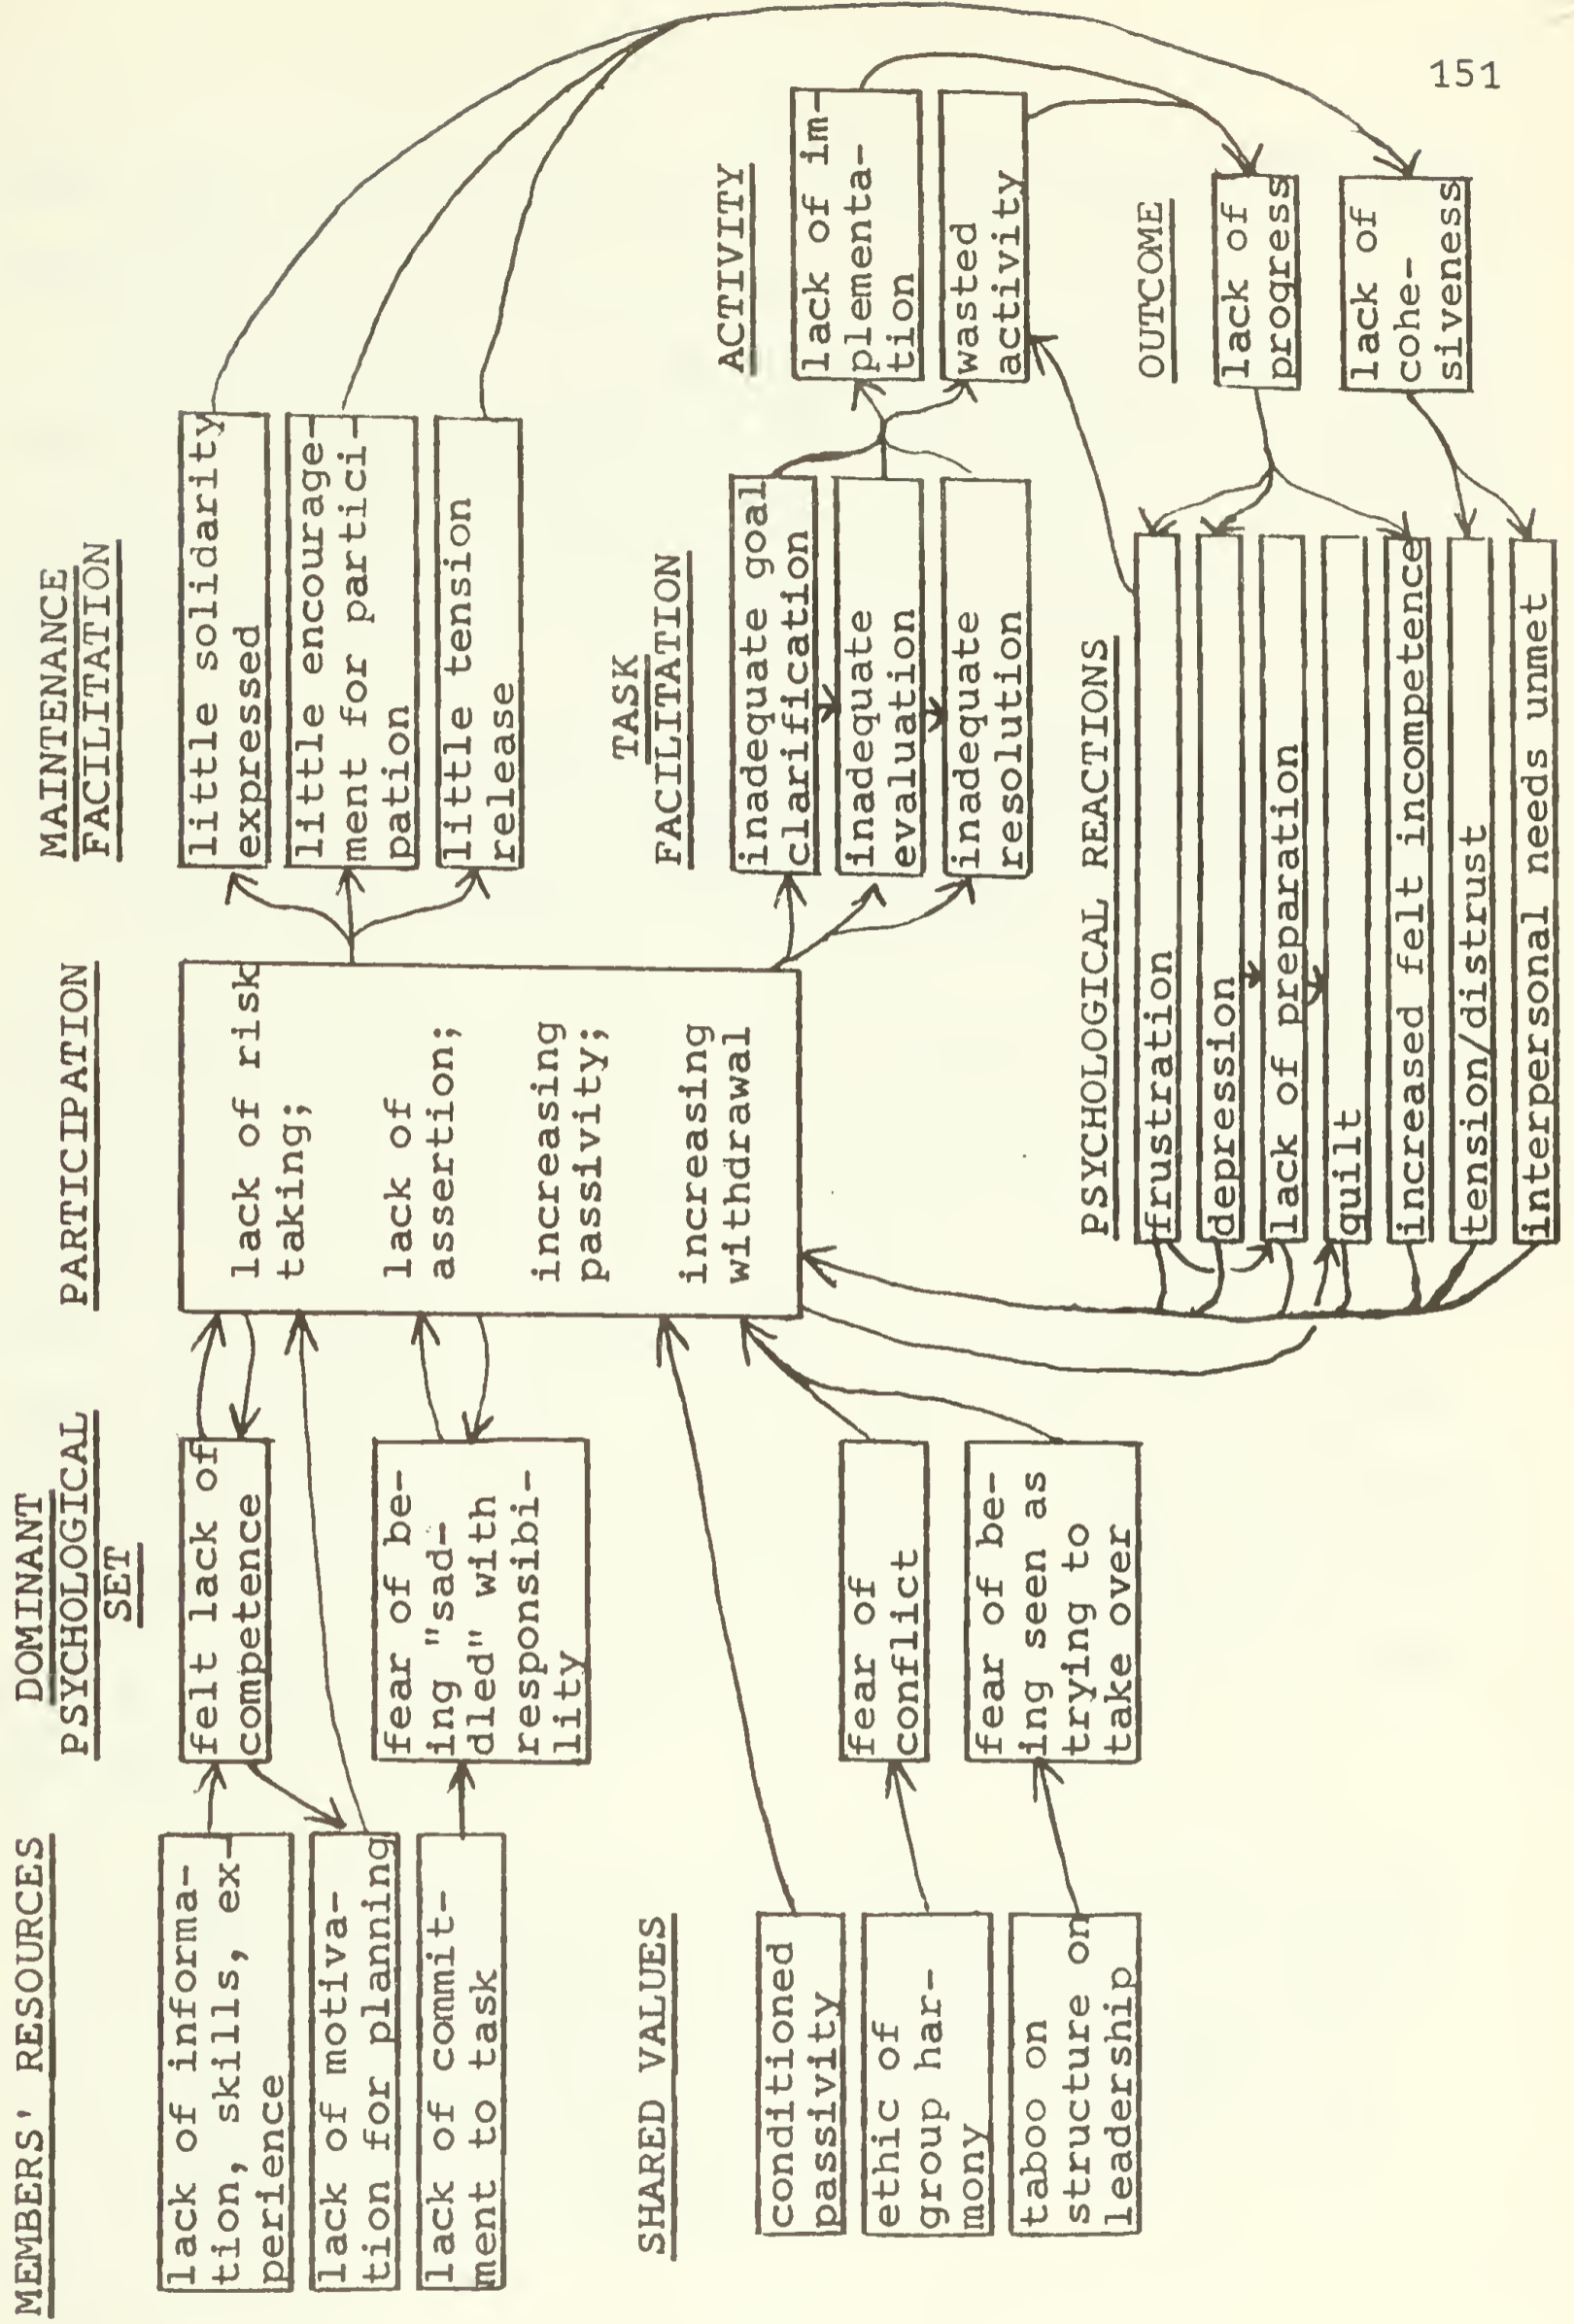 151
MEMBERS' RESOURCES
lack of informa-
tion, skills, ex-
perience
lack of motiva-
tion for planning
lack of commit-
ment to task
SHARED VALUES
conditioned
passivity
ethic of
group har-
mony
taboo on
structure on
leadership
DOMINANT
PSYCHOLOGICAL
SET
felt lack of
competence
fear of be-
ing "sad-
dled" with
responsibi-
lity
fear of
conflict
fear of be-
ing seen as
trying to
take over
PARTICIPATION
lack of risk
taking;
lack of
assertion;
increasing
passivity;
increasing
withdrawal
MAINTENANCE
FACILITATION
little solidarity
expressed
little encourage-
ment for partici-
pation
little tension
release
TASK
FACILITATION
inadequate goal
clarification
inadequate
evaluation
inadequate
resolution
ACTIVITY
lack of im-
plementa-
tion
wasted
activity
OUTCOME
lack of
progress
lack of
cohe-
siveness
PSYCHOLOGICAL REACTIONS
frustration
depression
lack of preparation
guilt
increased felt incompetence
tension/distrust
interpersonal needs unmet